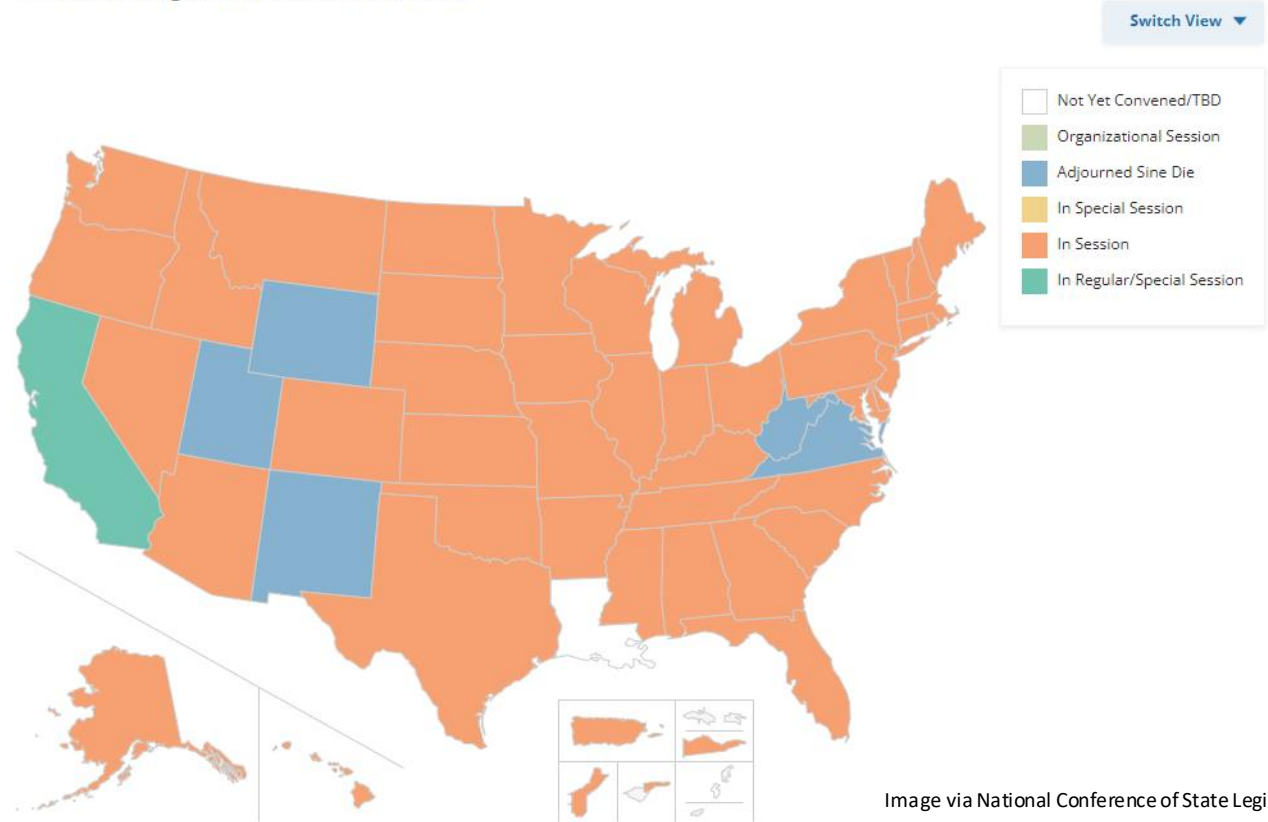 Switch View
Not Yet Convened/TBD
Organizational Session
Adjourned Sine Die
In Special Session
In Session
In Regular/Special Session
Image via National Conference of State Legi